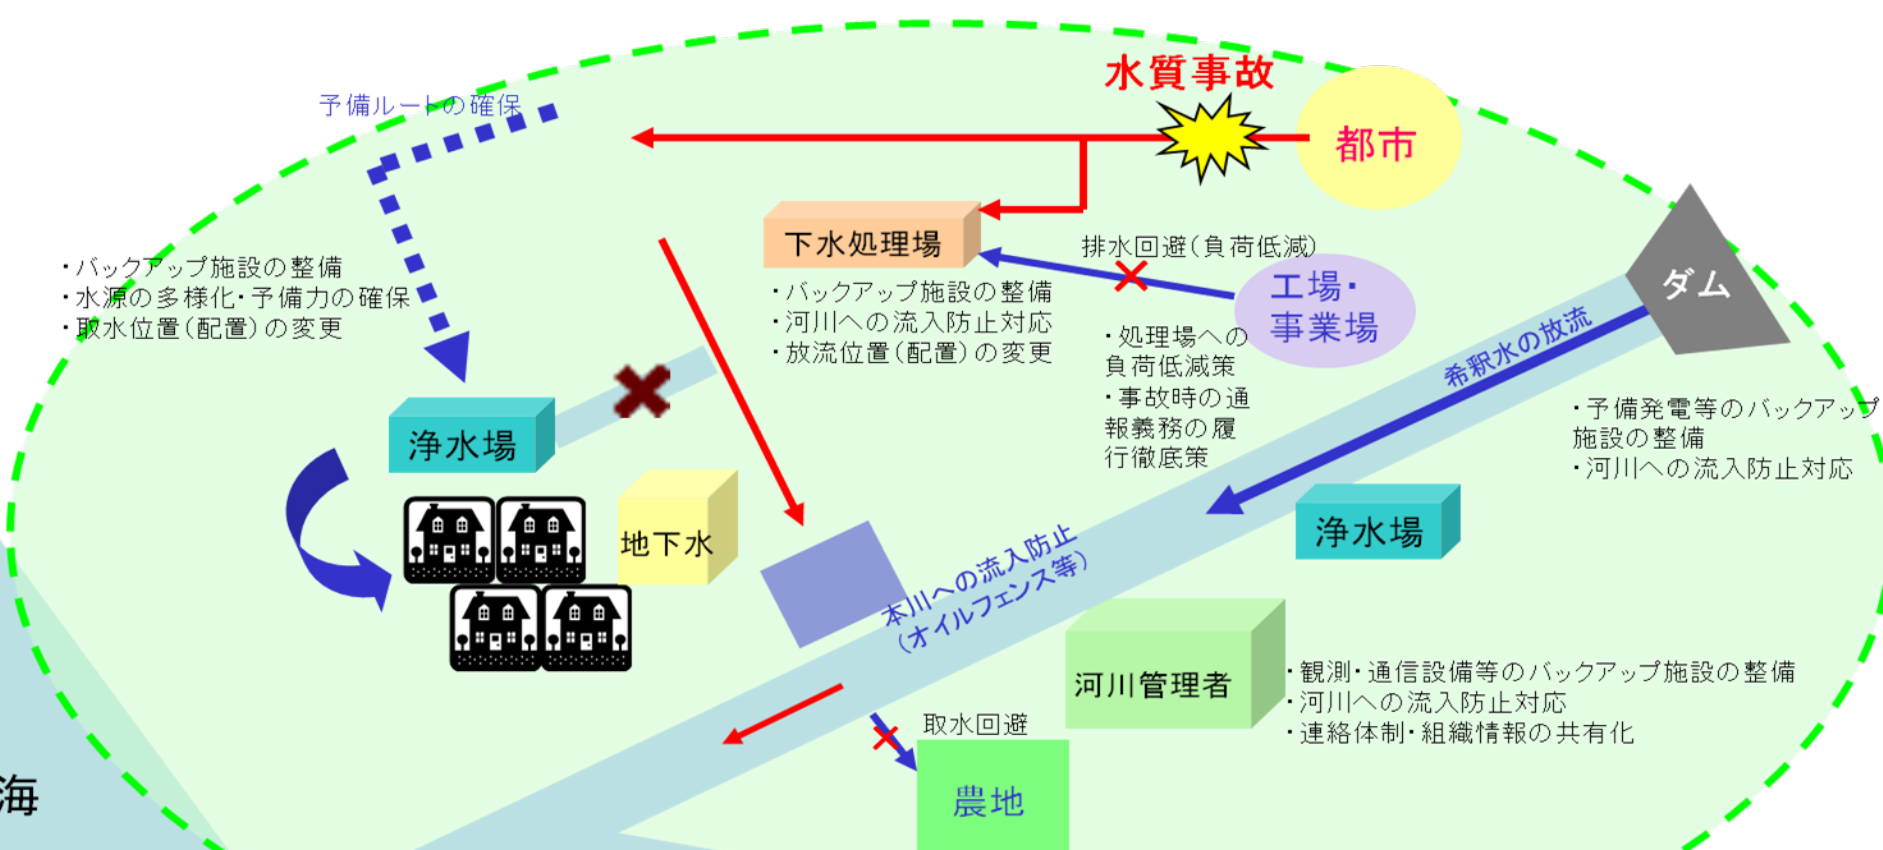 水質事故
都市
予備ルートの確保
・バックアップ施設の整備
・水源の多様化・予備力の確保
・取水位置(配置)の変更
下水処理場
・バックアップ施設の整備
・河川への流入防止対応
・放流位置(配置)の変更
排水回避(負荷低減)
工場・
事業場
・処理場への
負荷低減策
・事故時の通
報義務の履
行徹底策
ダム
希釈水の放流
・予備発電等のバックアップ
施設の整備
・河川への流入防止対応
浄水場
浄水場
地下水
本川への流入防止
(オイルフェンス等)
河川管理者
・観測・通信設備等のバックアップ施設の整備
・河川への流入防止対応
・連絡体制・組織情報の共有化
取水回避
農地
海